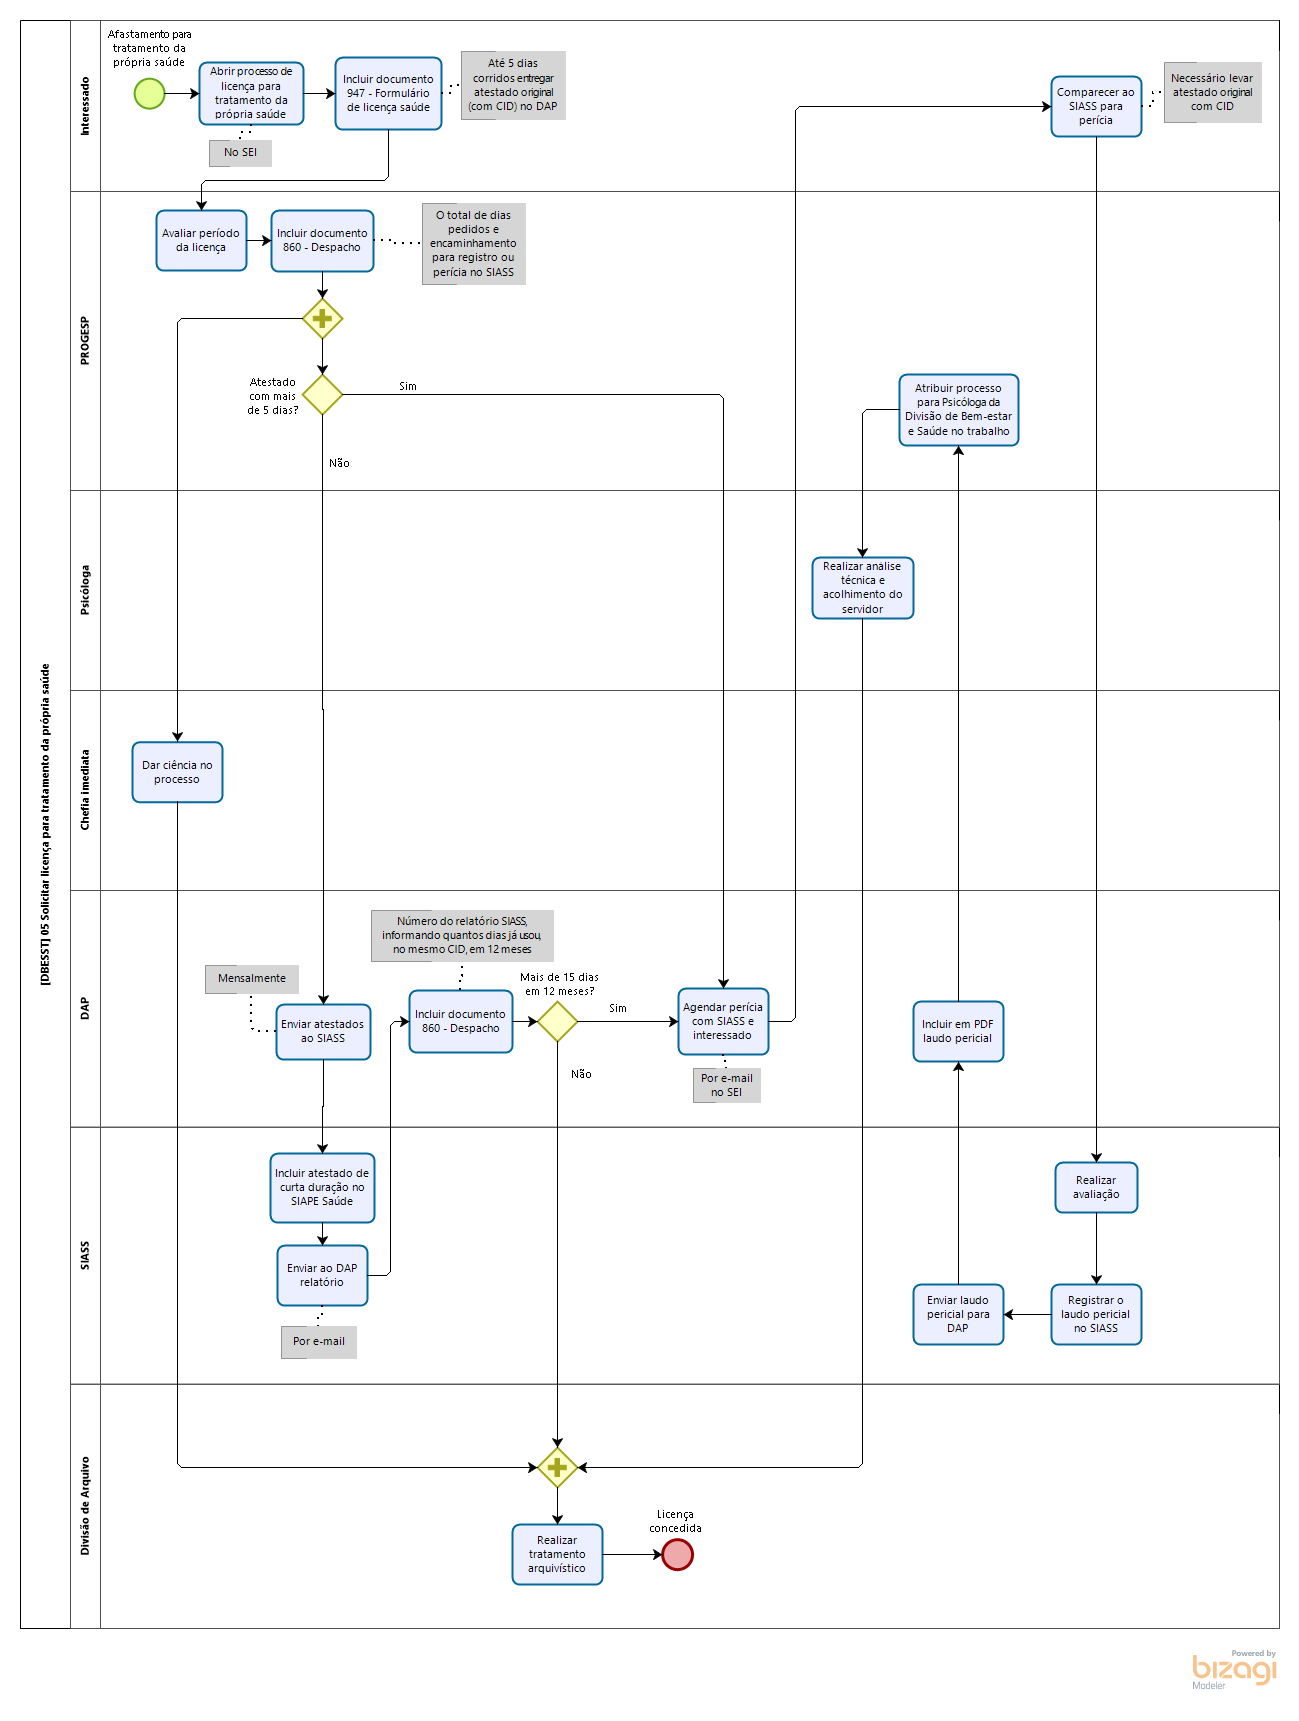 [DBESST] 05 Solicitar licença para tratamento da própria saúde
Interessado
Afastamento para
tratamento da
própria saúde
Abrir processo de
licença para
tratamento da
própria saúde
No SEI
Incluir documento
947 - Formulário
de licença saúde
Até 5 dias
corridos entregar
atestado original
(com CID) no DAP
Comparecer ao
SIASS para
perícia
Necessário levar
atestado original
com CID
PROGESP
Avaliar período
da licença
Incluir documento
860 - Despacho
O total de dias
pedidos e
encaminhamento
para registro ou
perícia no SIASS
Atestado
com mais
de 5 dias?
Sim
Não
Atribuir processo
para Psicóloga da
Divisão de Bem-estar
e Saúde no trabalho
Psicóloga
Realizar análise
técnica e
acolhimento do
servidor
Chefia imediata
Dar ciência no
processo
DAP
Mensalmente
Enviar atestados
ao SIASS
Número do relatório SIASS,
informando quantos dias já usou,
no mesmo CID, em 12 meses
Incluir documento
860 - Despacho
Mais de 15 dias
em 12 meses?
Sim
Não
Agendar perícia
com SIASS e
interessado
Por e-mail
no SEI
Incluir em PDF
laudo pericial
SIASS
Incluir atestado de
curta duração no
SIAPE Saúde
Enviar ao DAP
relatório
Por e-mail
Realizar
avaliação
Registrar o
laudo pericial
no SIASS
Enviar laudo
pericial para
DAP
Divisão de Arquivo
Realizar
tratamento
arquivístico
Licença
concedida
Powered by
bizagi
Modeler